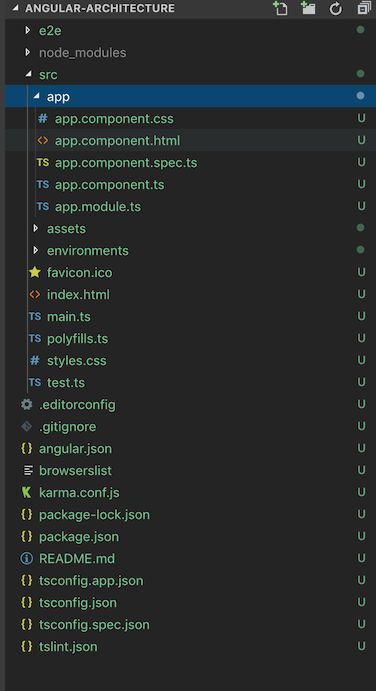 ANGULAR-ARCHITECTURE
e2e
node_modules
src
app
# app.component.css U
<> app.component.html U
TS app.component.spec.ts U
TS app.component.ts U
TS app.module.ts U
assets
environments
favicon.ico U
<> index.html U
TS main.ts U
TS polyfills.ts U
# styles.css U
TS test.ts U
.editorconfig U
.gitignore U
{} angular.json U
browserslist U
karma.conf.js U
{} package-lock.json U
{} package.json U
README.md U
{} tsconfig.app.json U
{} tsconfig.json U
{} tsconfig.spec.json U
{} tslint.json U